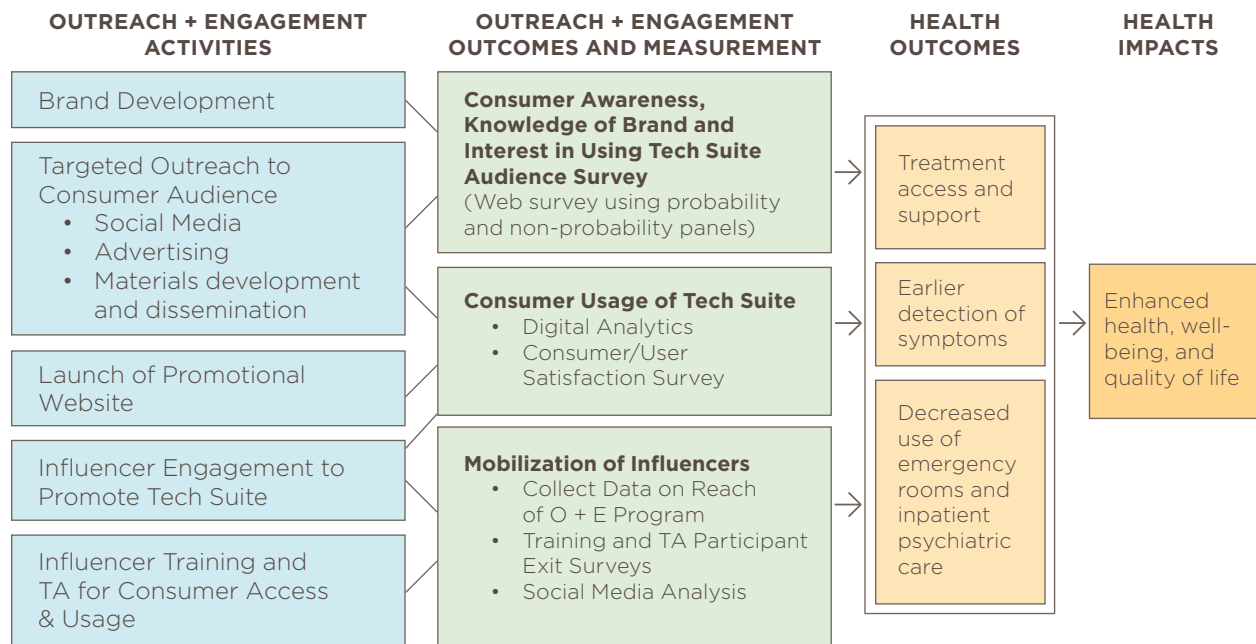 OUTREACH + ENGAGEMENT
ACTIVITIES
OUTREACH + ENGAGEMENT
OUTCOMES AND MEASUREMENT
HEALTH
OUTCOMES
HEALTH
IMPACTS
Brand Development
Targeted Outreach to
Consumer Audience
• Social Media
• Advertising
• Materials development
and dissemination
Launch of Promotional
Website
Influencer Engagement to
Promote Tech Suite
Influencer Training and
TA for Consumer Access
& Usage
Consumer Awareness,
Knowledge of Brand and
Interest in Using Tech Suite
Audience Survey
(Web survey using probability
and non-probability panels)
Consumer Usage of Tech Suite
• Digital Analytics
• Consumer/User
Satisfaction Survey
Mobilization of Influencers
• Collect Data on Reach
of O + E Program
• Training and TA Participant
Exit Surveys
• Social Media Analysis
Treatment
access and
support
Earlier
detection of
symptoms
Decreased
use of
emergency
rooms and
inpatient
psychiatric
care
Enhanced
health, well-
being, and
quality of life